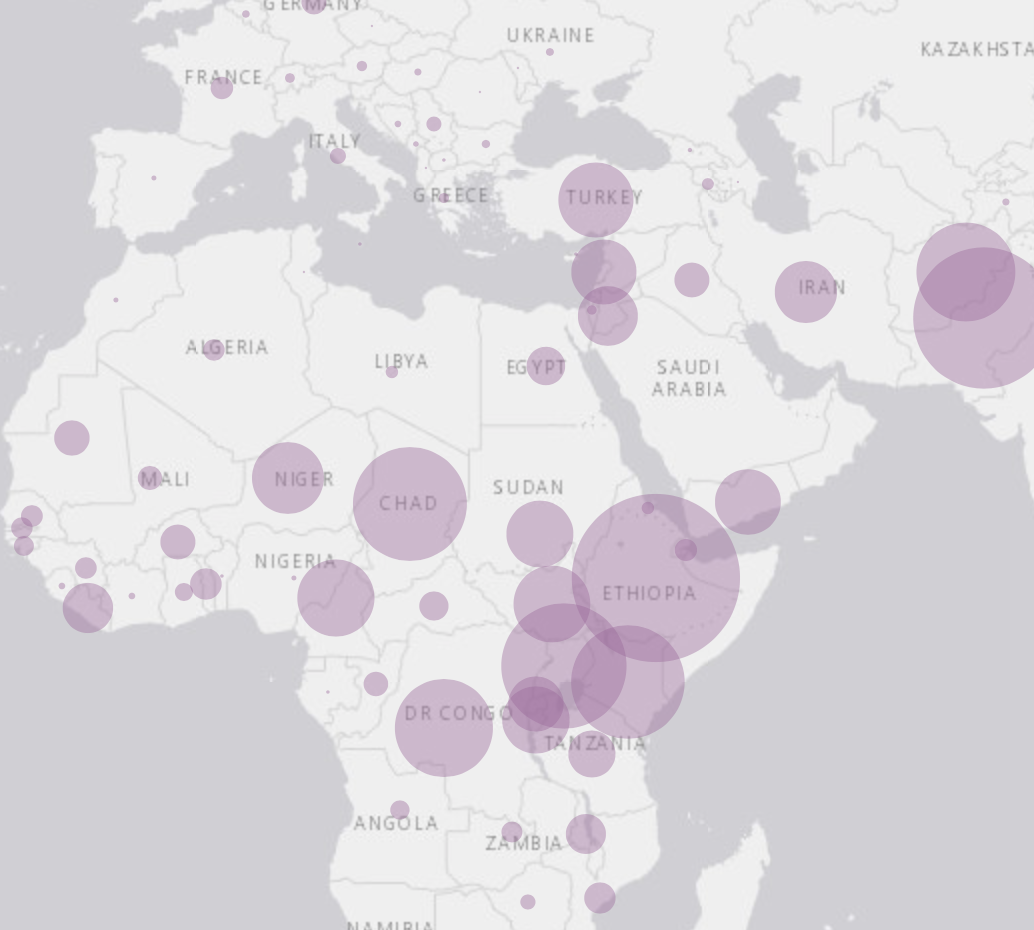 GERMANY
UKRAINE
KAZAKHSTA
FRANCE
ITALY
GREECE
TURKEY
IRAN
ALGERIA
LIBYA
EGYPT
SAUDI
ARABIA
MALI
NIGER
CHAD
SUDAN
NIGERIA
ETHIOPIA
DR CONGO
TANZANIA
ANGOLA
ZAMBIA
NAMIBIA